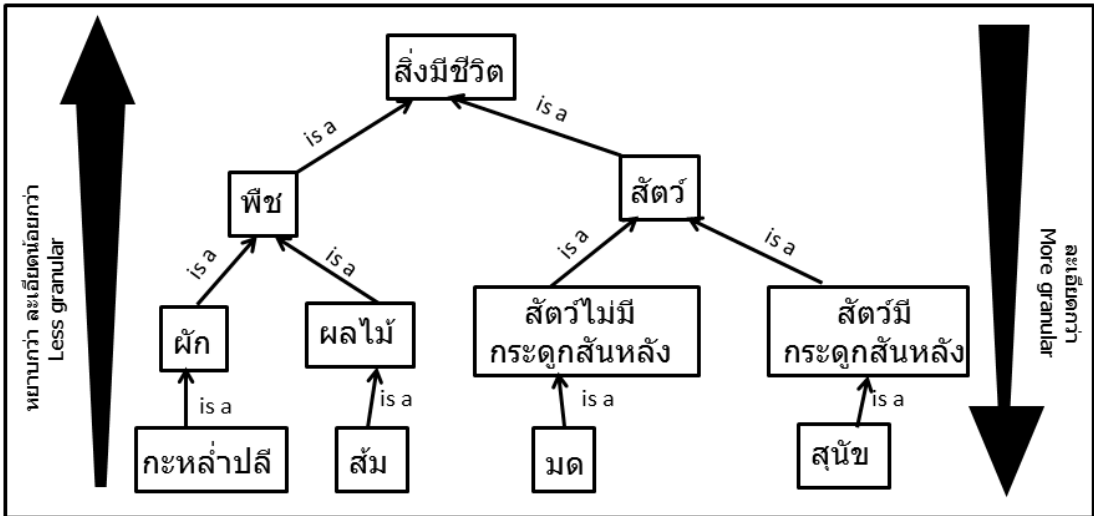 สิ่งมีชีวิต
is a
is a
พืช
สัตว์
is a
is a
is a
is a
ผัก
ผลไม้
สัตว์ไม่มี
กระดูกสันหลัง
สัตว์มี
กระดูกสันหลัง
is a
is a
is a
is a
กะหล่ำปลี
ส้ม
มด
สุนัข
หยาบกว่า ละเอียดน้อยกว่า
Less granular
ละเอียดกว่า
More granular